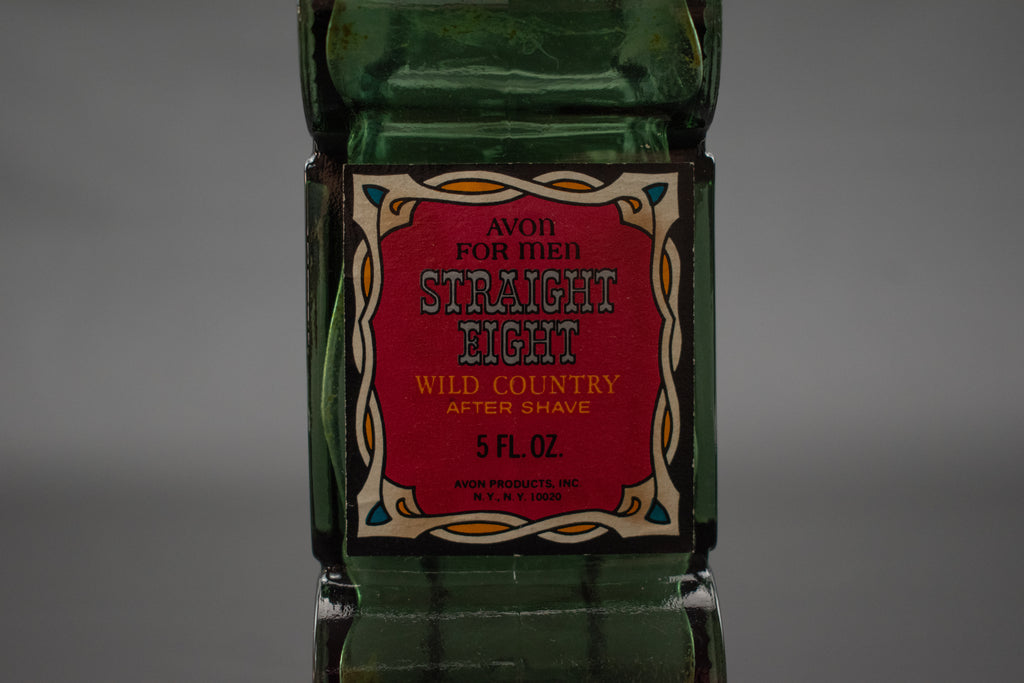 AVON
FOR MEN
STRAIGHT
EIGHT
WILD COUNTRY
AFTER SHAVE
5 FL. OZ.
AVON PRODUCTS, INC
N.Y., N.Y. 10020